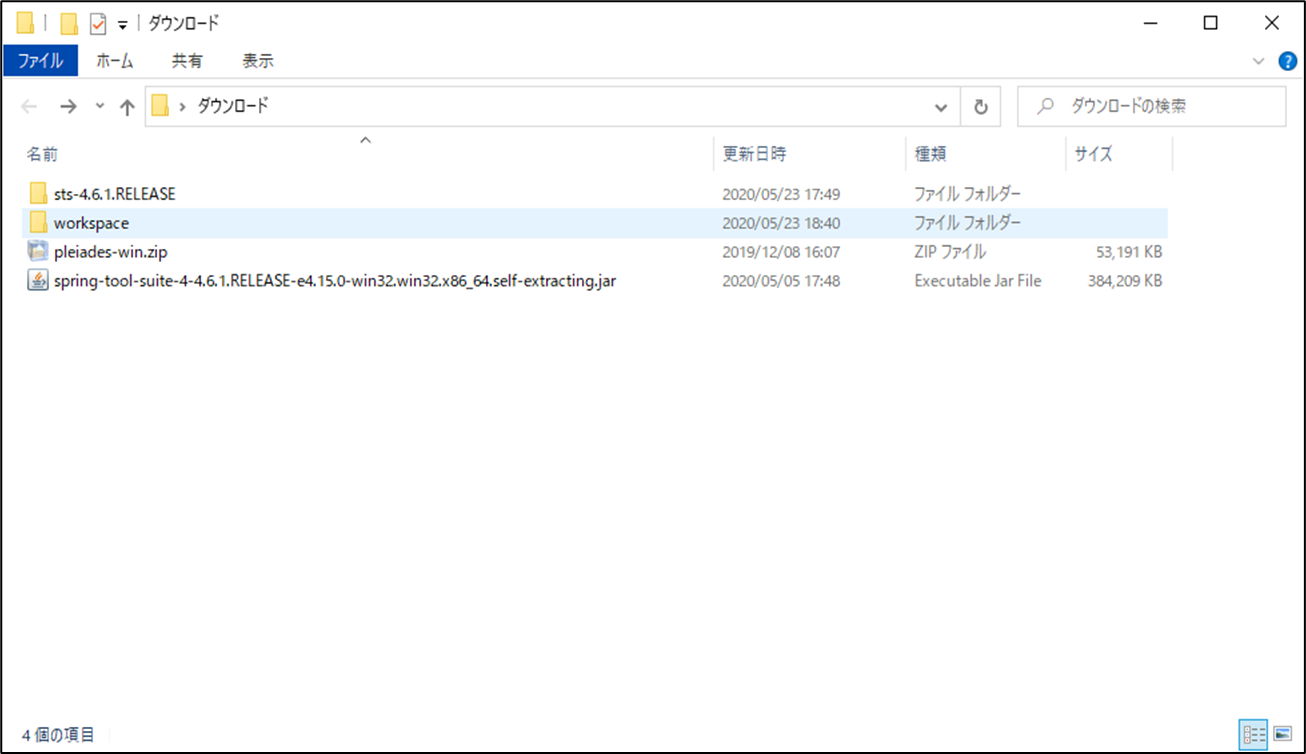 ダウンロード
ファイル ホーム 共有 表示
ダウンロード ダウンロードの検索
名前 更新日時 種類 サイズ
sts-4.6.1.RELEASE 2020/05/23 17:49 ファイル フォルダー
workspace 2020/05/23 18:40 ファイル フォルダー
pleiades-win.zip 2019/12/08 16:07 ZIP ファイル 53,191 KB
spring-tool-suite-4-4.6.1.RELEASE-e4.15.0-win32.win32.x86_64.self-extracting.jar 2020/05/05 17:48 Executable Jar File 384,209 KB
4 個の項目